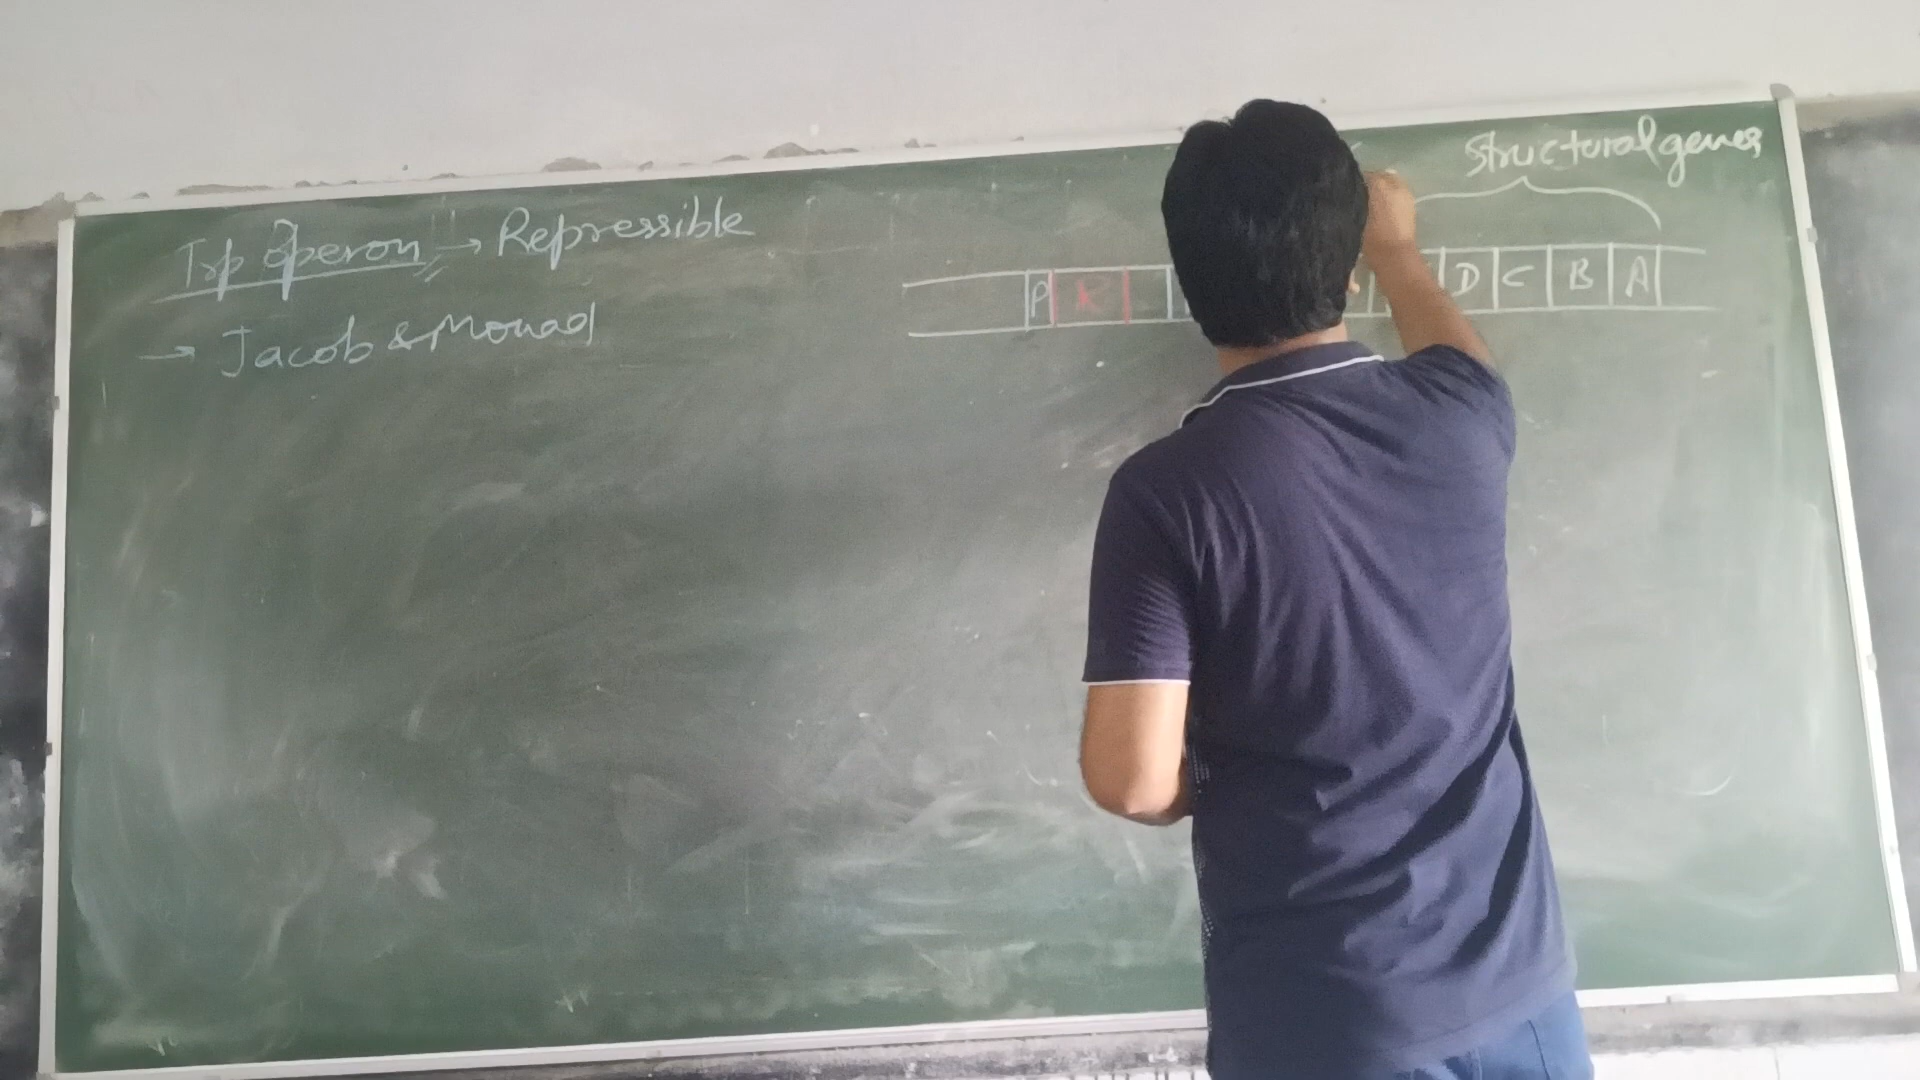 Trp Operon → Repressible
→ Jacob & Monad
structural genes
P R D C B A